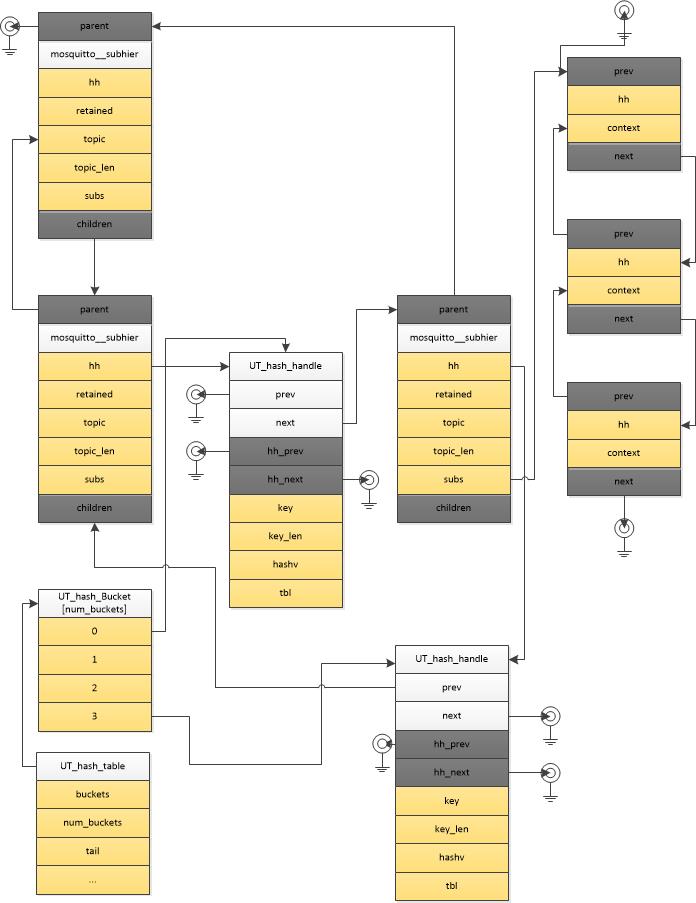 parent
mosquitto__subhier
hh
retained
topic
topic_len
subs
children
parent
mosquitto__subhier
hh
retained
topic
topic_len
subs
children
UT_hash_Bucket
[num_buckets]
0
1
2
3
UT_hash_table
buckets
num_buckets
tail
...
UT_hash_handle
prev
next
hh_prev
hh_next
key
key_len
hashv
tbl
parent
mosquitto__subhier
hh
retained
topic
topic_len
subs
children
UT_hash_handle
prev
next
hh_prev
hh_next
key
key_len
hashv
tbl
prev
hh
context
next
prev
hh
context
next
prev
hh
context
next